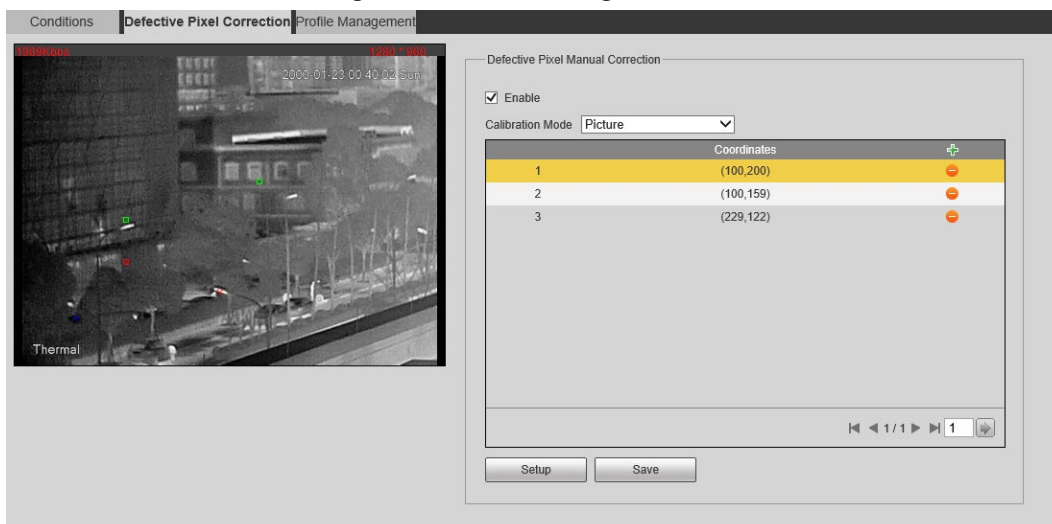 Conditions Defective Pixel Correction Profile Management
1989Kbps 1280 * 960
2000-01-23 00:40:02 Sun
Thermal
Defective Pixel Manual Correction
Enable
Calibration Mode Picture
Coordinates
1 (100,200)
2 (100,159)
3 (229,122)
1 / 1 1
Setup Save